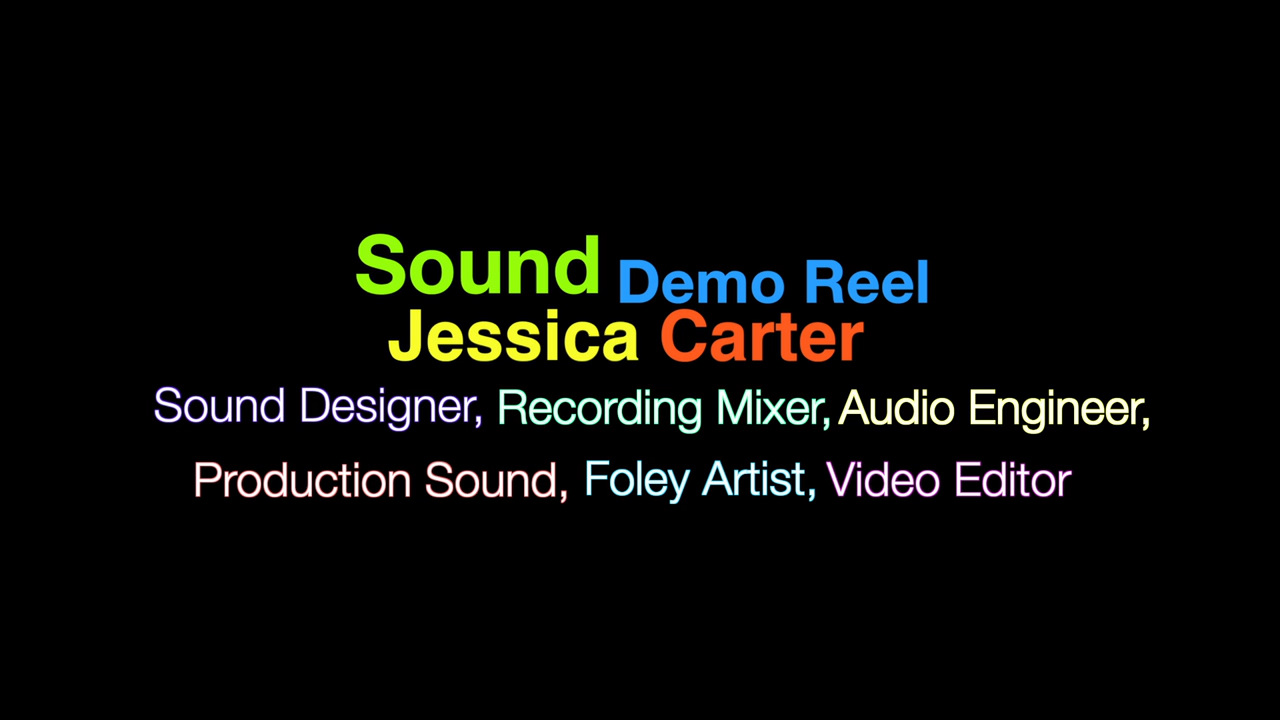 Sound Demo Reel
Jessica Carter
Sound Designer, Recording Mixer, Audio Engineer,
Production Sound, Foley Artist, Video Editor